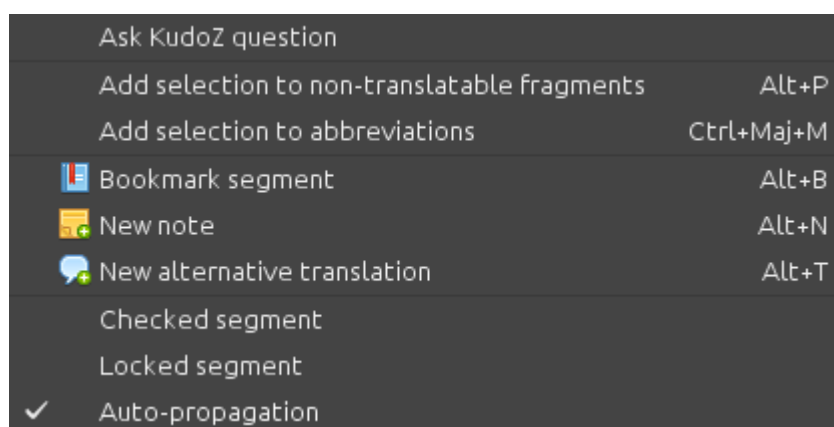 Ask KudoZ question
Add selection to non-translatable fragments Alt+P
Add selection to abbreviations Ctrl+Maj+M
Bookmark segment Alt+B
New note Alt+N
New alternative translation Alt+T
Checked segment
Locked segment
Auto-propagation